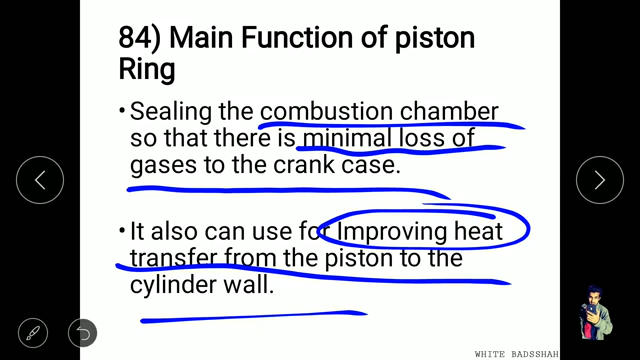 84) Main Function of piston
Ring
• Sealing the combustion chamber
so that there is minimal loss of
gases to the crank case.
• It also can use for Improving heat
transfer from the piston to the
cylinder wall.
WHITE BADSSHAH